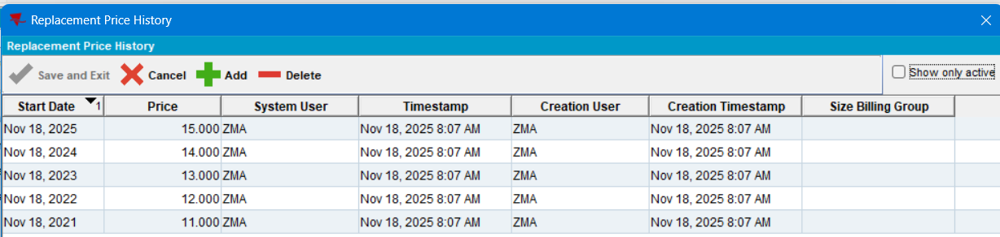 Replacement Price History
Replacement Price History
Save and Exit Cancel Add Delete Show only active
Start Date 1 Price System User Timestamp Creation User Creation Timestamp Size Billing Group
Nov 18, 2025 15.000 ZMA Nov 18, 2025 8:07 AM ZMA Nov 18, 2025 8:07 AM
Nov 18, 2024 14.000 ZMA Nov 18, 2025 8:07 AM ZMA Nov 18, 2025 8:07 AM
Nov 18, 2023 13.000 ZMA Nov 18, 2025 8:07 AM ZMA Nov 18, 2025 8:07 AM
Nov 18, 2022 12.000 ZMA Nov 18, 2025 8:07 AM ZMA Nov 18, 2025 8:07 AM
Nov 18, 2021 11.000 ZMA Nov 18, 2025 8:07 AM ZMA Nov 18, 2025 8:07 AM